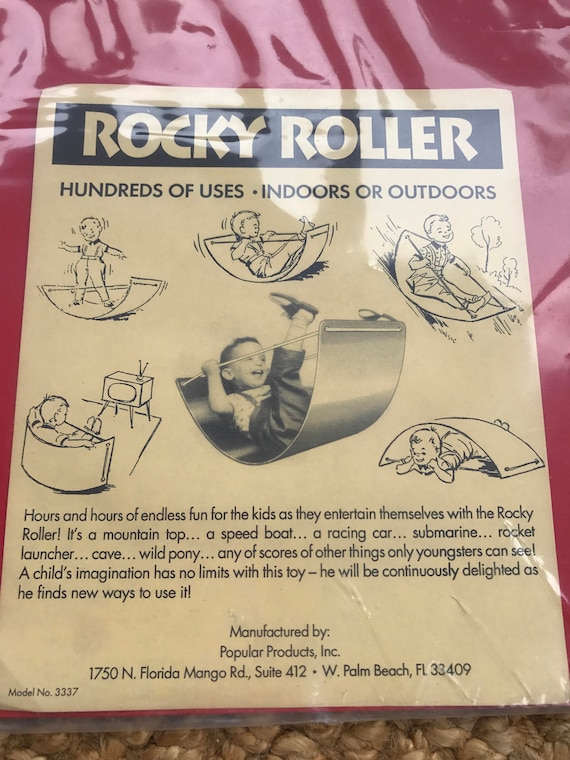 ROCKY ROLLER
HUNDREDS OF USES • INDOORS OR OUTDOORS
Hours and hours of endless fun for the kids as they entertain themselves with the Rocky
Roller! It's a mountain top... a speed boat... a racing car... submarine... rocket
launcher... cave... wild pony... any of scores of other things only youngsters can see!
A child's imagination has no limits with this toy – he will be continuously delighted as
he finds new ways to use it!
Manufactured by:
Popular Products, Inc.
1750 N. Florida Mango Rd., Suite 412 • W. Palm Beach, FL 33409
Model No. 3337